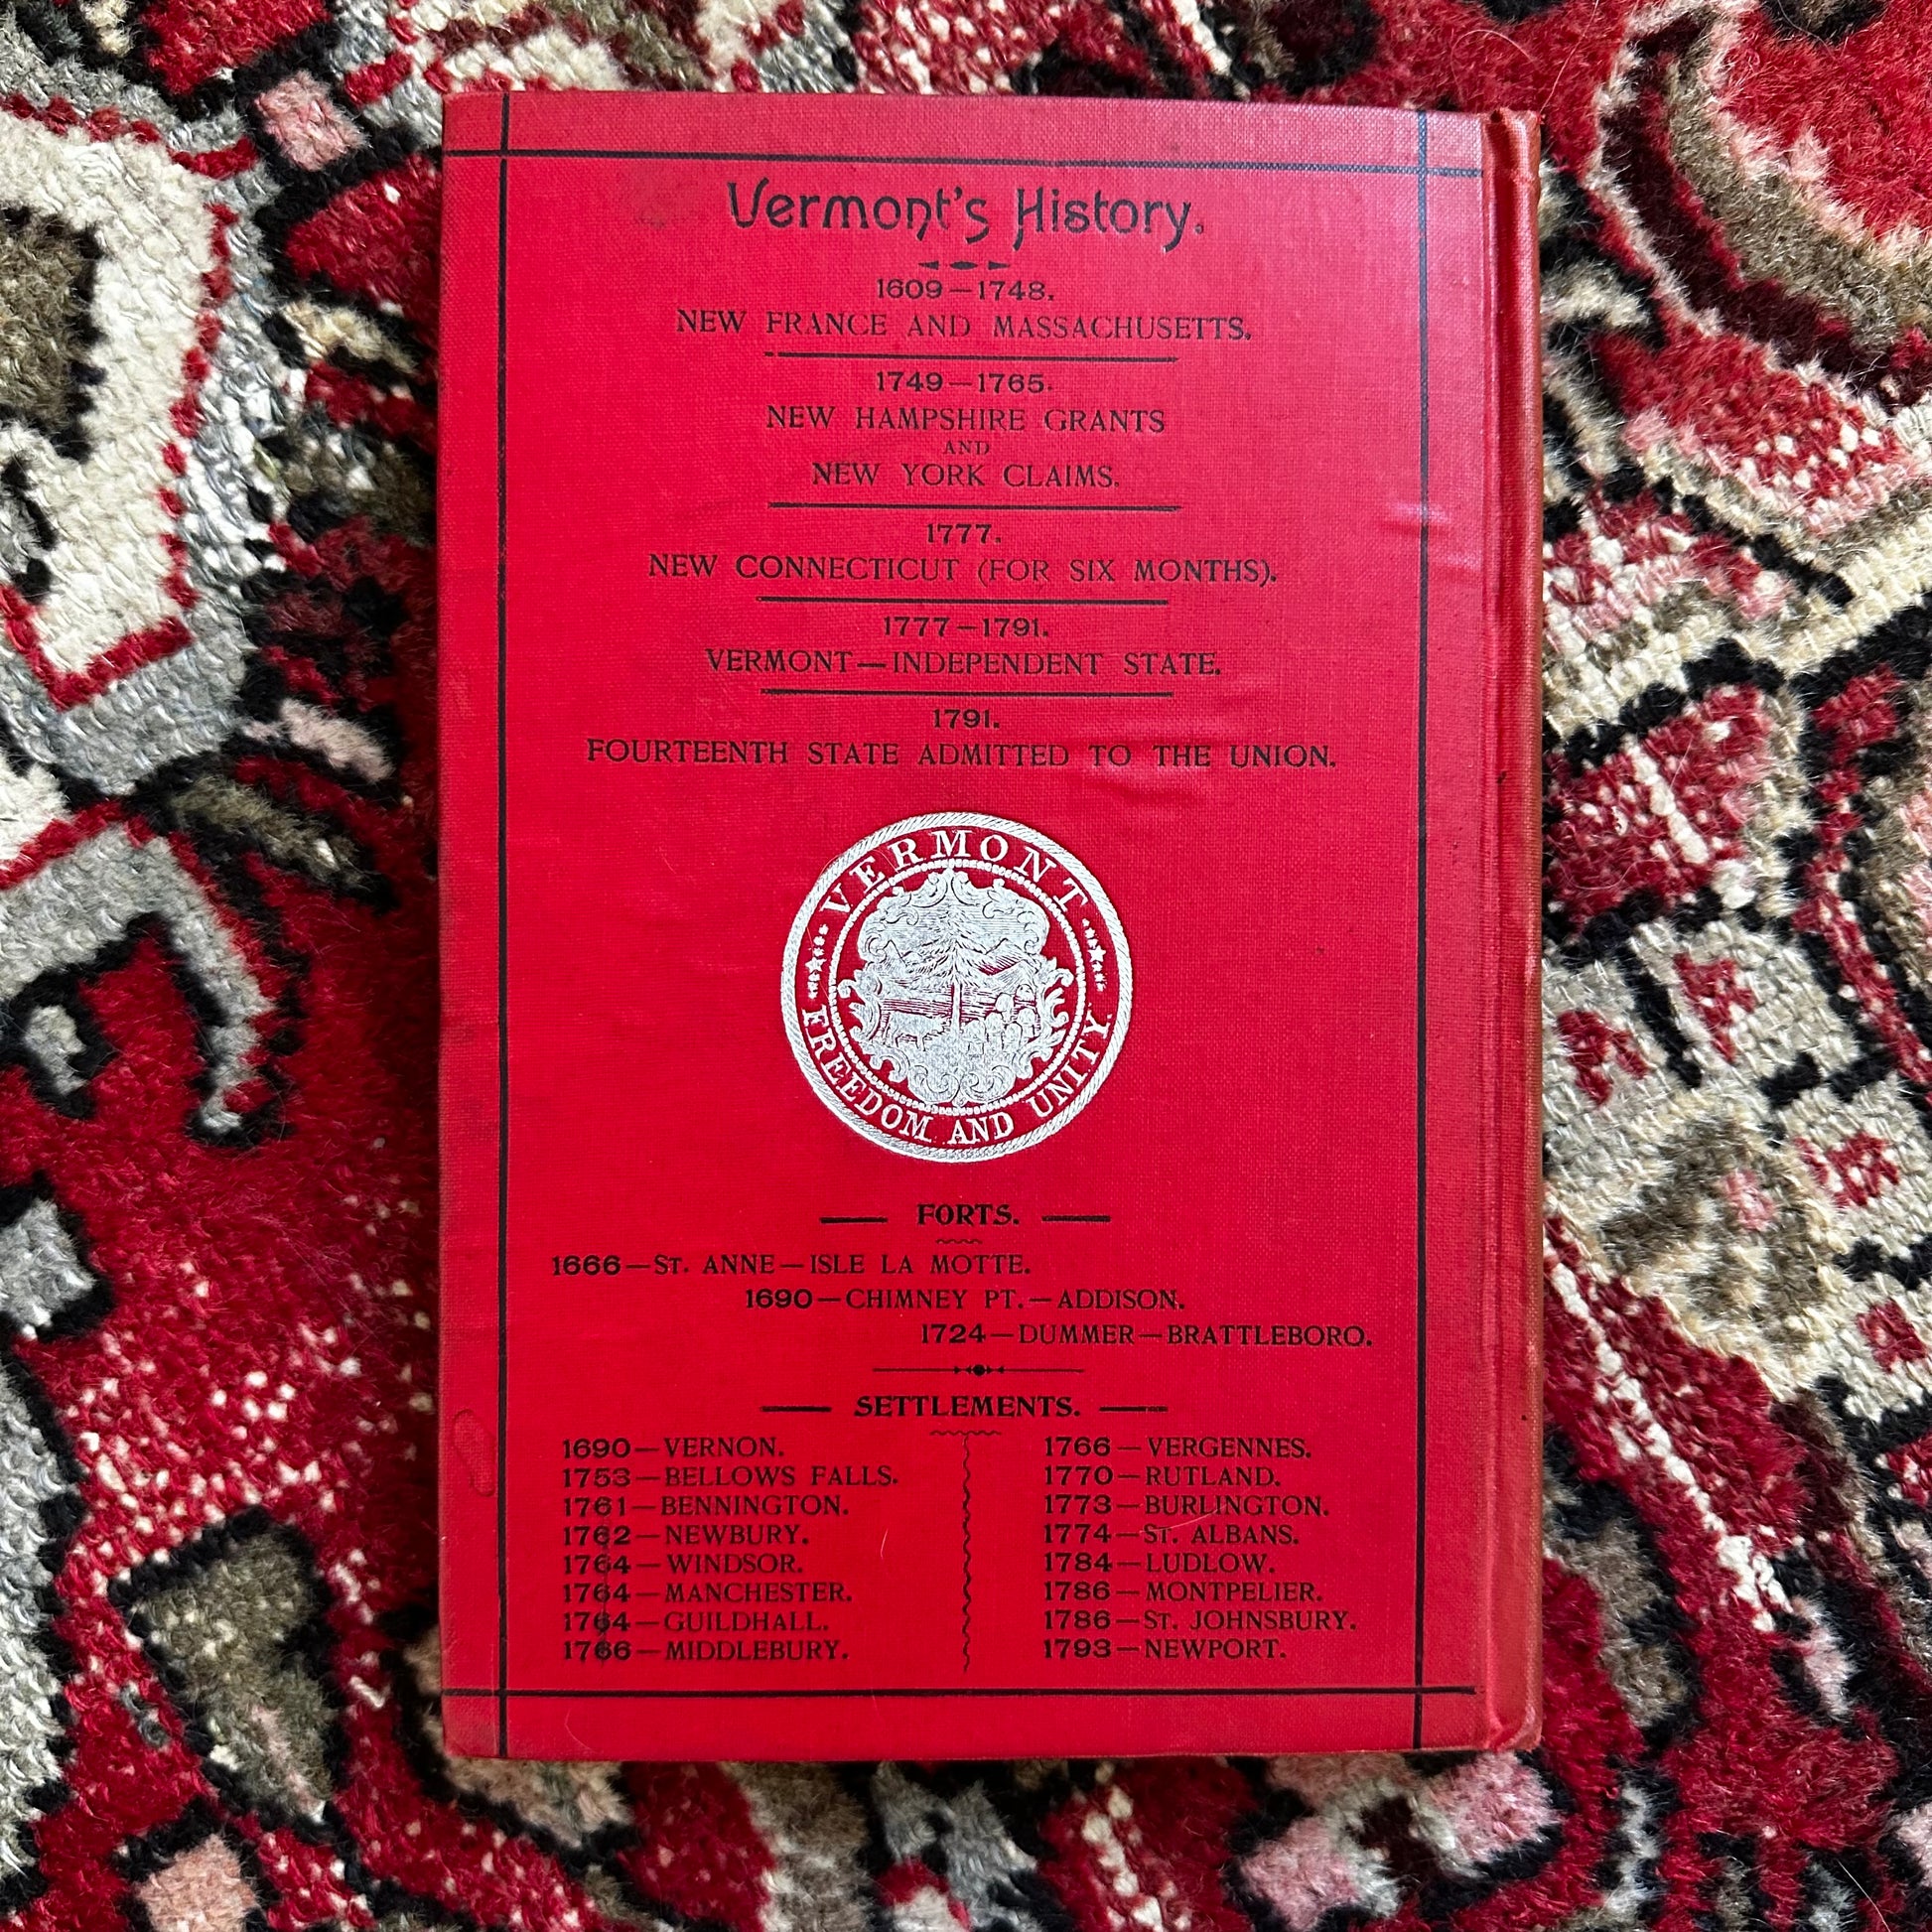 Vermont's History.
1609—1748.
NEW FRANCE AND MASSACHUSETTS.
1749—1765.
NEW HAMPSHIRE GRANTS
AND
NEW YORK CLAIMS.
1777.
NEW CONNECTICUT (FOR SIX MONTHS).
1777—1791.
VERMONT—INDEPENDENT STATE.
1791.
FOURTEENTH STATE ADMITTED TO THE UNION.
VERMONT
FREEDOM AND UNITY.
FORTS.
1666—ST. ANNE—ISLE LA MOTTE.
1690—CHIMNEY PT.—ADDISON.
1724—DUMMER—BRATTLEBORO.
SETTLEMENTS.
1690—VERNON.
1753—BELLOWS FALLS.
1761—BENNINGTON.
1762—NEWBURY.
1764—WINDSOR.
1764—MANCHESTER.
1764—GUILDHALL.
1766—MIDDLEBURY.
1766—VERGENNES.
1770—RUTLAND.
1773—BURLINGTON.
1774—ST. ALBANS.
1784—LUDLOW.
1786—MONTPELIER.
1786—ST. JOHNSBURY.
1793—NEWPORT.